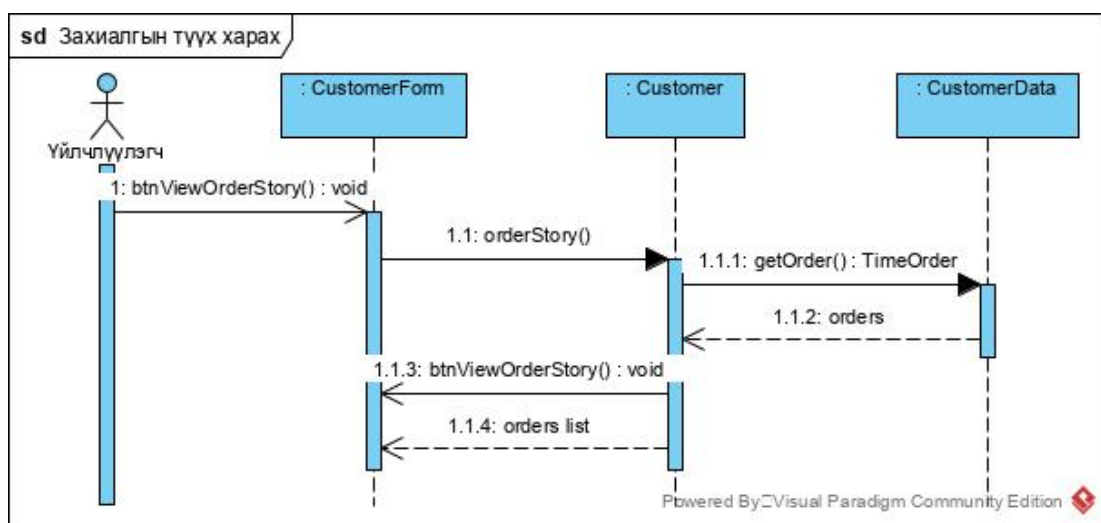 sd Захиалгын түүх харах
: CustomerForm
: Customer
: CustomerData
Үйлчлүүлэгч
1: btnViewOrderStory() : void
1.1: orderStory()
1.1.1: getOrder() : TimeOrder
1.1.2: orders
1.1.3: btnViewOrderStory() : void
1.1.4: orders list
Powered By Visual Paradigm Community Edition